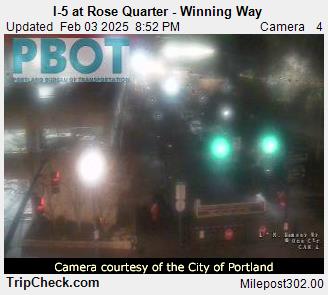 I-5 at Rose Quarter - Winning Way
Updated Feb 03 2025 8:52 PM Camera 4
PBOT
PORTLAND BUREAU OF TRANSPORTATION
Camera courtesy of the City of Portland
TripCheck.com Milepost302.00